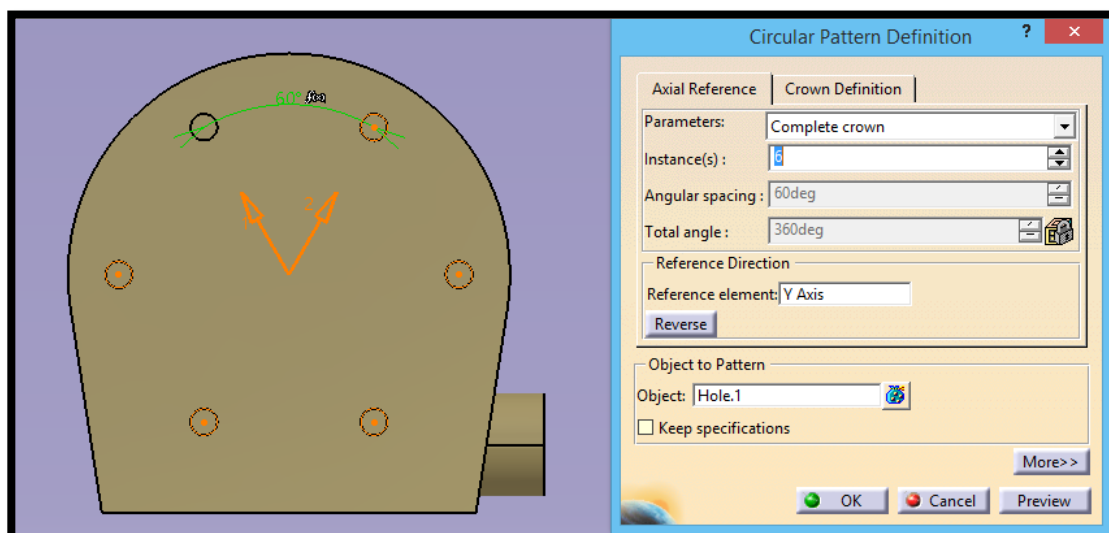 60° f(x)
1
2
Circular Pattern Definition
?
Axial Reference
Crown Definition
Parameters:
Complete crown
Instance(s) :
6
Angular spacing :
60deg
Total angle :
360deg
Reference Direction
Reference element:
Y Axis
Reverse
Object to Pattern
Object:
Hole.1
Keep specifications
More>>
OK
Cancel
Preview